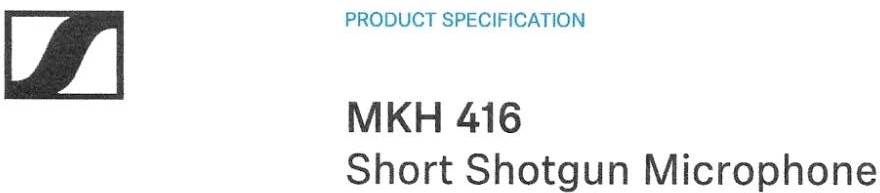 PRODUCT SPECIFICATION
MKH 416
Short Shotgun Microphone